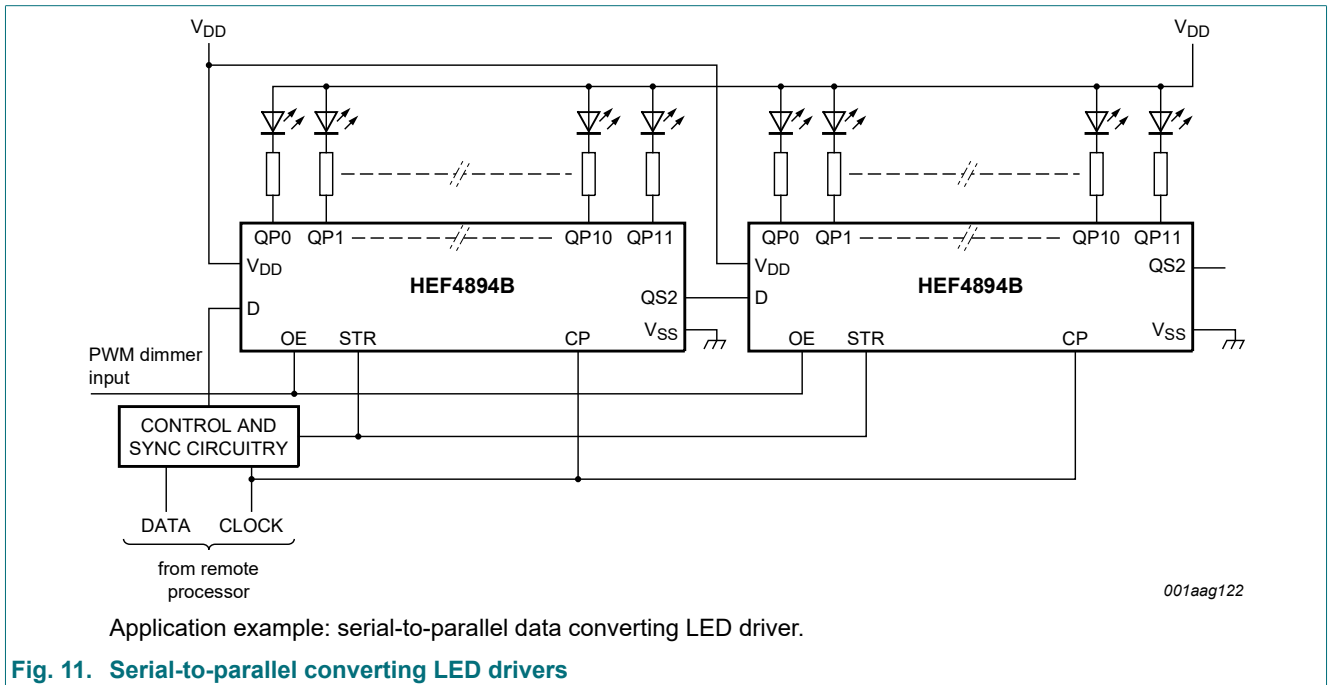 VDD VDD
QP0 QP1 QP10 QP11 QP0 QP1 QP10 QP11
VDD VDD QS2
HEF4894B HEF4894B
D QS2 D
VSS VSS
OE STR CP OE STR CP
PWM dimmer
input
CONTROL AND
SYNC CIRCUITRY
DATA CLOCK
from remote
processor
001aag122
Application example: serial-to-parallel data converting LED driver.
Fig. 11. Serial-to-parallel converting LED drivers